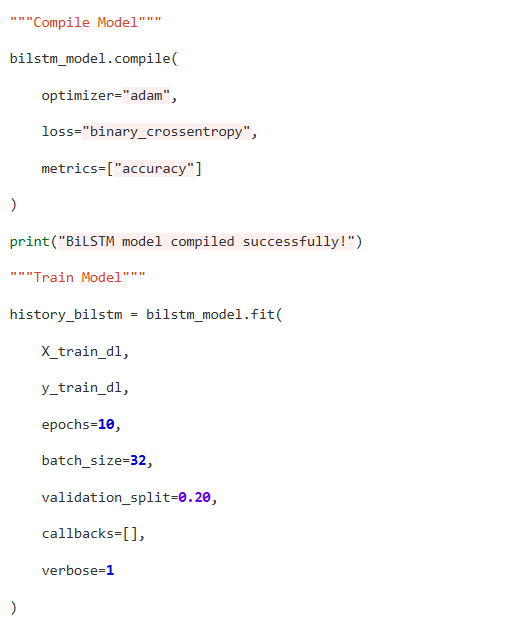 """Compile Model"""
bilstm_model.compile(
    optimizer="adam",
    loss="binary_crossentropy",
    metrics=["accuracy"]
)
print("BiLSTM model compiled successfully!")
"""Train Model"""
history_bilstm = bilstm_model.fit(
    X_train_dl,
    y_train_dl,
    epochs=10,
    batch_size=32,
    validation_split=0.20,
    callbacks=[],
    verbose=1
)